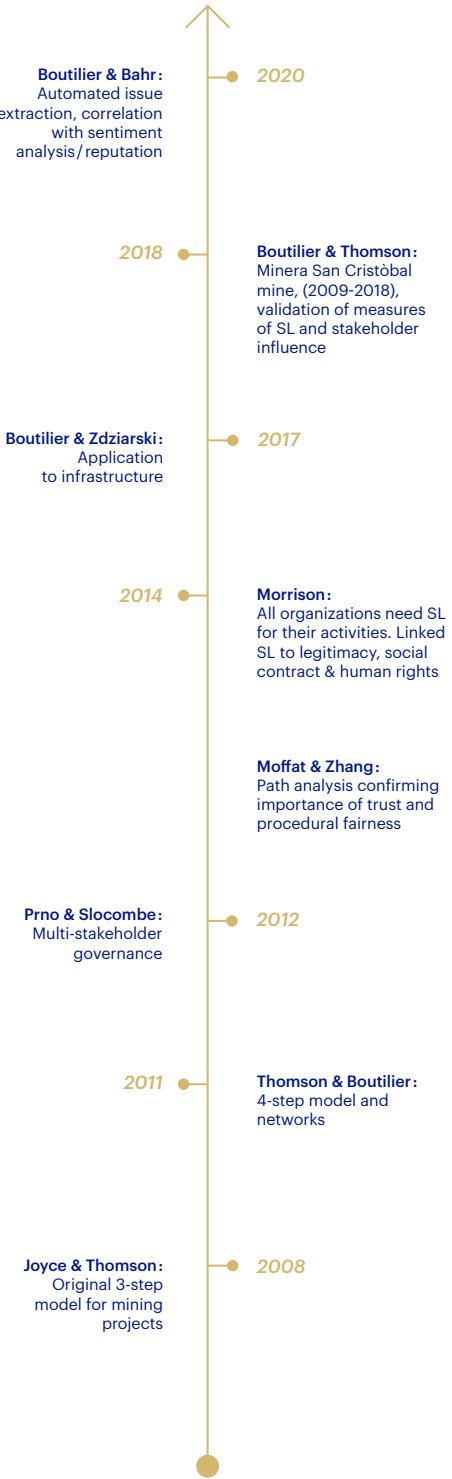 2020
Boutilier & Bahr:
Automated issue
extraction, correlation
with sentiment
analysis/reputation
2018
Boutilier & Thomson:
Minera San Cristòbal
mine, (2009-2018),
validation of measures
of SL and stakeholder
influence
2017
Boutilier & Zdziarski:
Application
to infrastructure
2014
Morrison:
All organizations need SL
for their activities. Linked
SL to legitimacy, social
contract & human rights
Moffat & Zhang:
Path analysis confirming
importance of trust and
procedural fairness
2012
Prno & Slocombe:
Multi-stakeholder
governance
2011
Thomson & Boutilier:
4-step model and
networks
2008
Joyce & Thomson:
Original 3-step
model for mining
projects